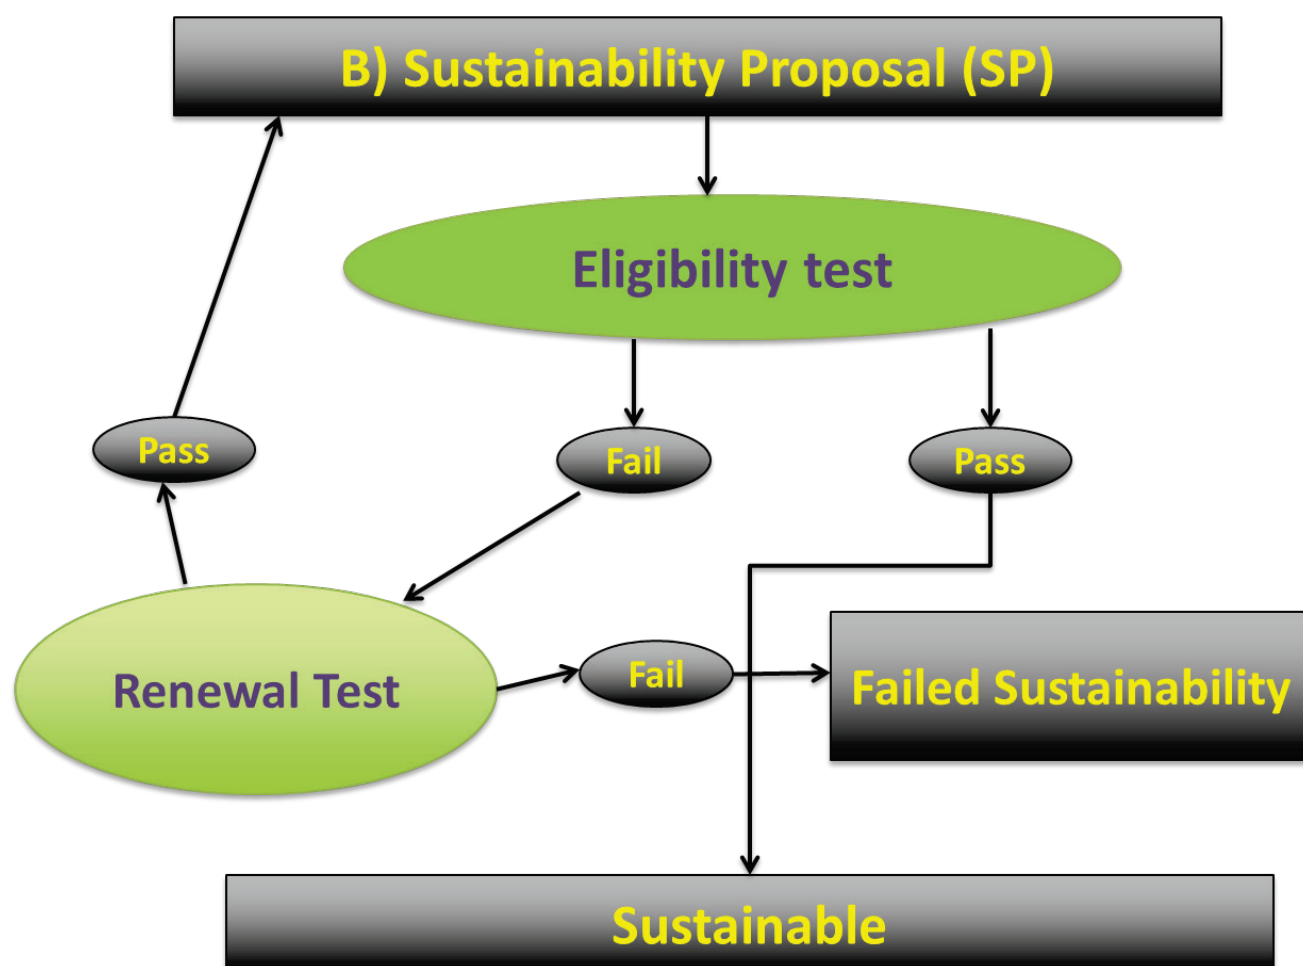 B) Sustainability Proposal (SP)
Eligibility test
Pass
Fail
Pass
Renewal Test
Fail
Failed Sustainability
Sustainable